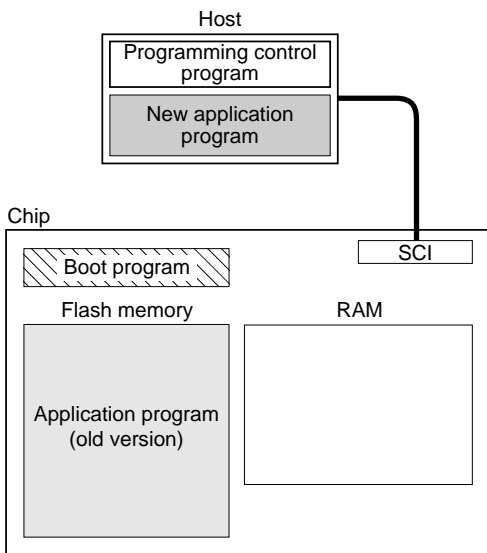 Host
Programming control
program
New application
program
Chip
SCI
Boot program
Flash memory
RAM
Application program
(old version)